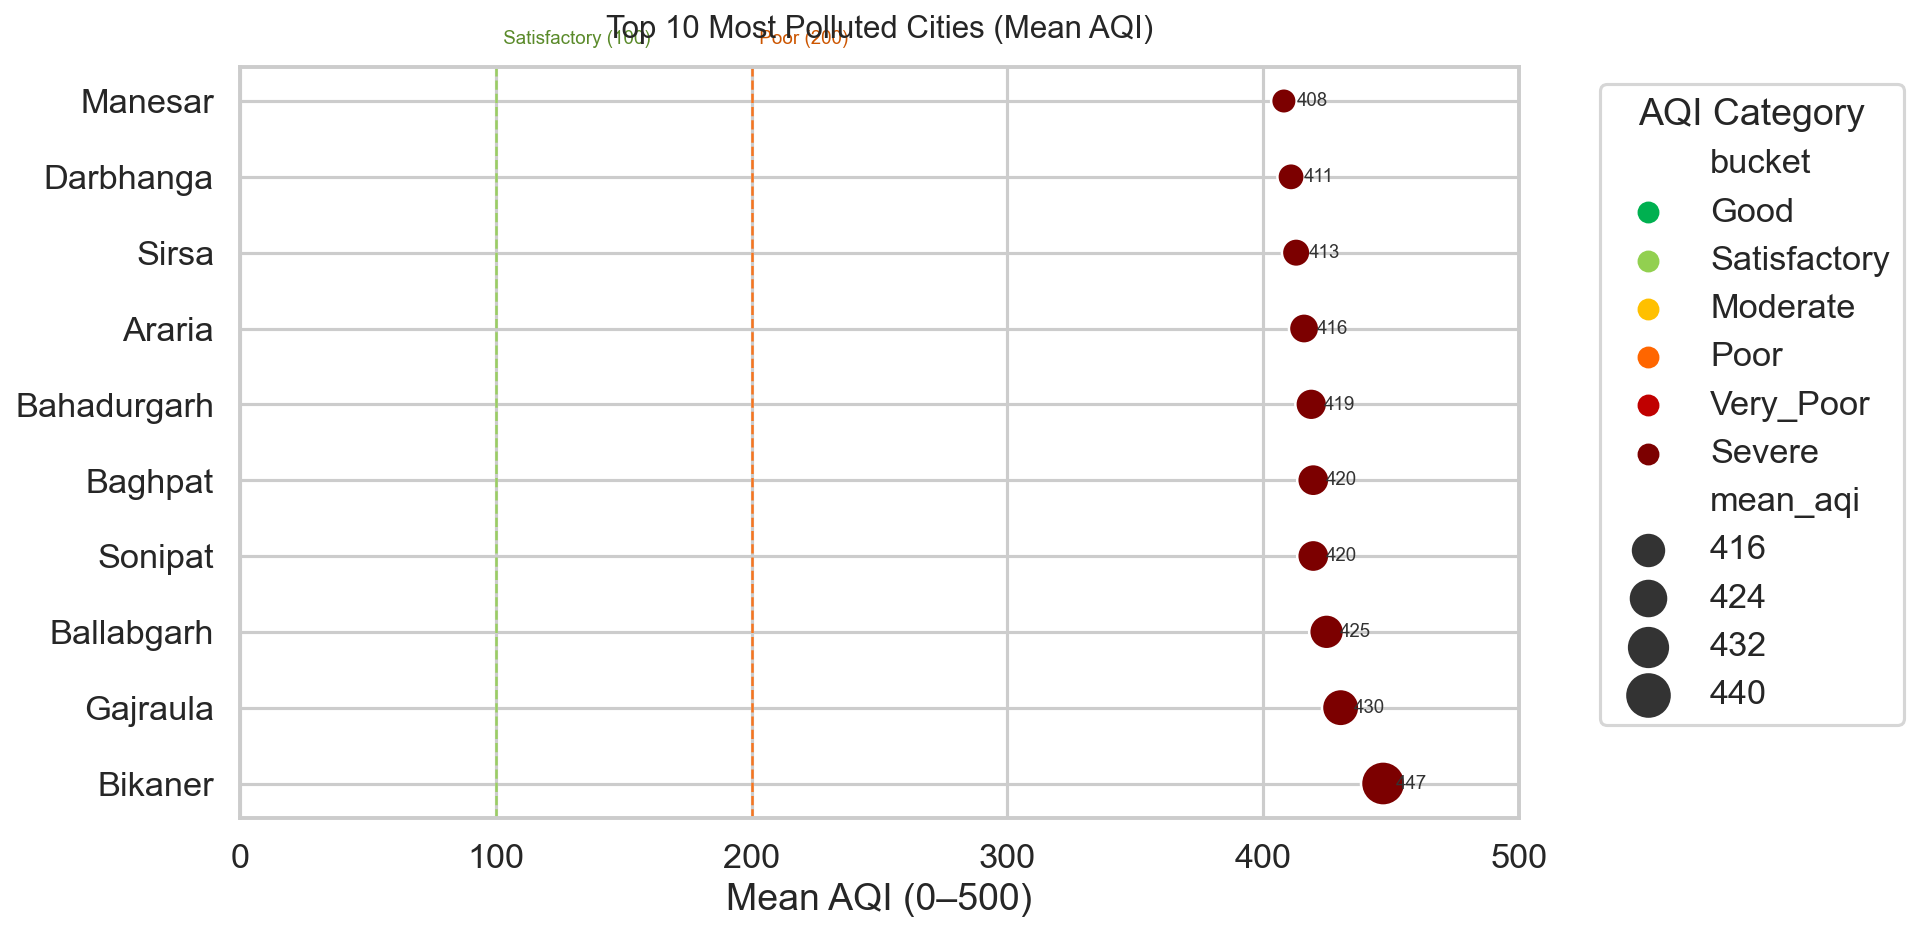 Top 10 Most Polluted Cities (Mean AQI)
Satisfactory (100)
Poor (200)
Manesar
408
Darbhanga
411
Sirsa
413
Araria
416
Bahadurgarh
419
Baghpat
420
Sonipat
420
Ballabgarh
425
Gajraula
430
Bikaner
447
0 100 200 300 400 500
Mean AQI (0–500)
AQI Category
bucket
Good
Satisfactory
Moderate
Poor
Very_Poor
Severe
mean_aqi
416
424
432
440